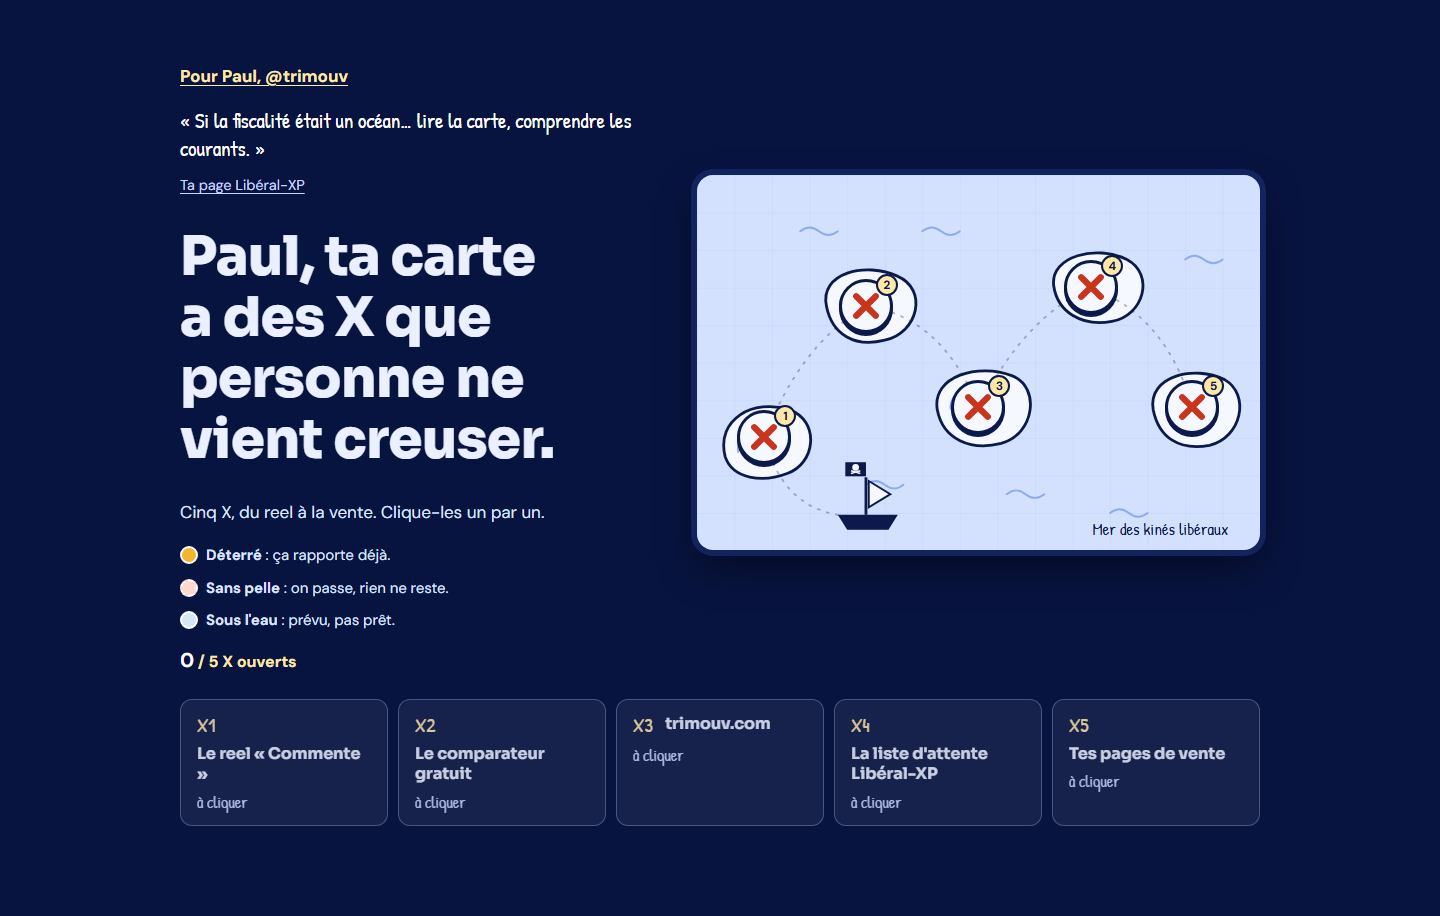 Pour Paul, @trimouv
« Si la fiscalité était un océan... lire la carte, comprendre les
courants. »
Ta page Libéral-XP
Paul, ta carte
a des X que
personne ne
vient creuser.
Cinq X, du reel à la vente. Clique-les un par un.
Déterré : ça rapporte déjà.
Sans pelle : on passe, rien ne reste.
Sous l'eau : prévu, pas prêt.
0 / 5 X ouverts
1
2
3
4
5
Mer des kinés libéraux
X1
Le reel « Commente
»
à cliquer
X2
Le comparateur
gratuit
à cliquer
X3 trimouv.com
à cliquer
X4
La liste d'attente
Libéral-XP
à cliquer
X5
Tes pages de vente
à cliquer